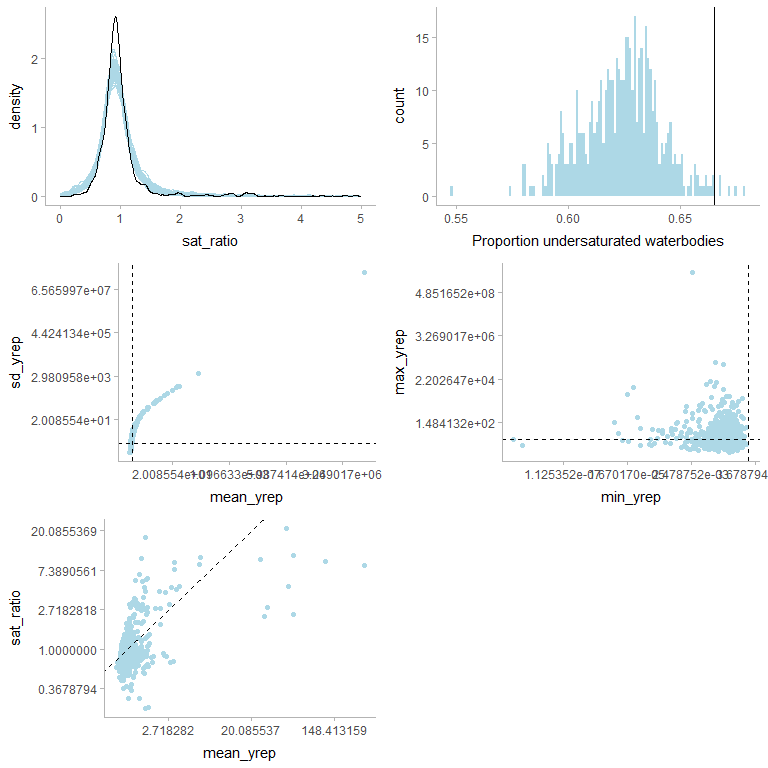 density
2
1
0
0
1
2
3
4
5
sat_ratio
count
15
10
5
0
0.55
0.60
0.65
Proportion undersaturated waterbodies
sd_yrep
6.565997e+07
4.424134e+05
2.980958e+03
2.008554e+01
mean_yrep
max_yrep
4.851652e+08
3.269017e+06
2.202647e+04
1.484132e+02
min_yrep
sat_ratio
20.0855369
7.3890561
2.7182818
1.0000000
0.3678794
2.718282
20.085537
148.413159
mean_yrep